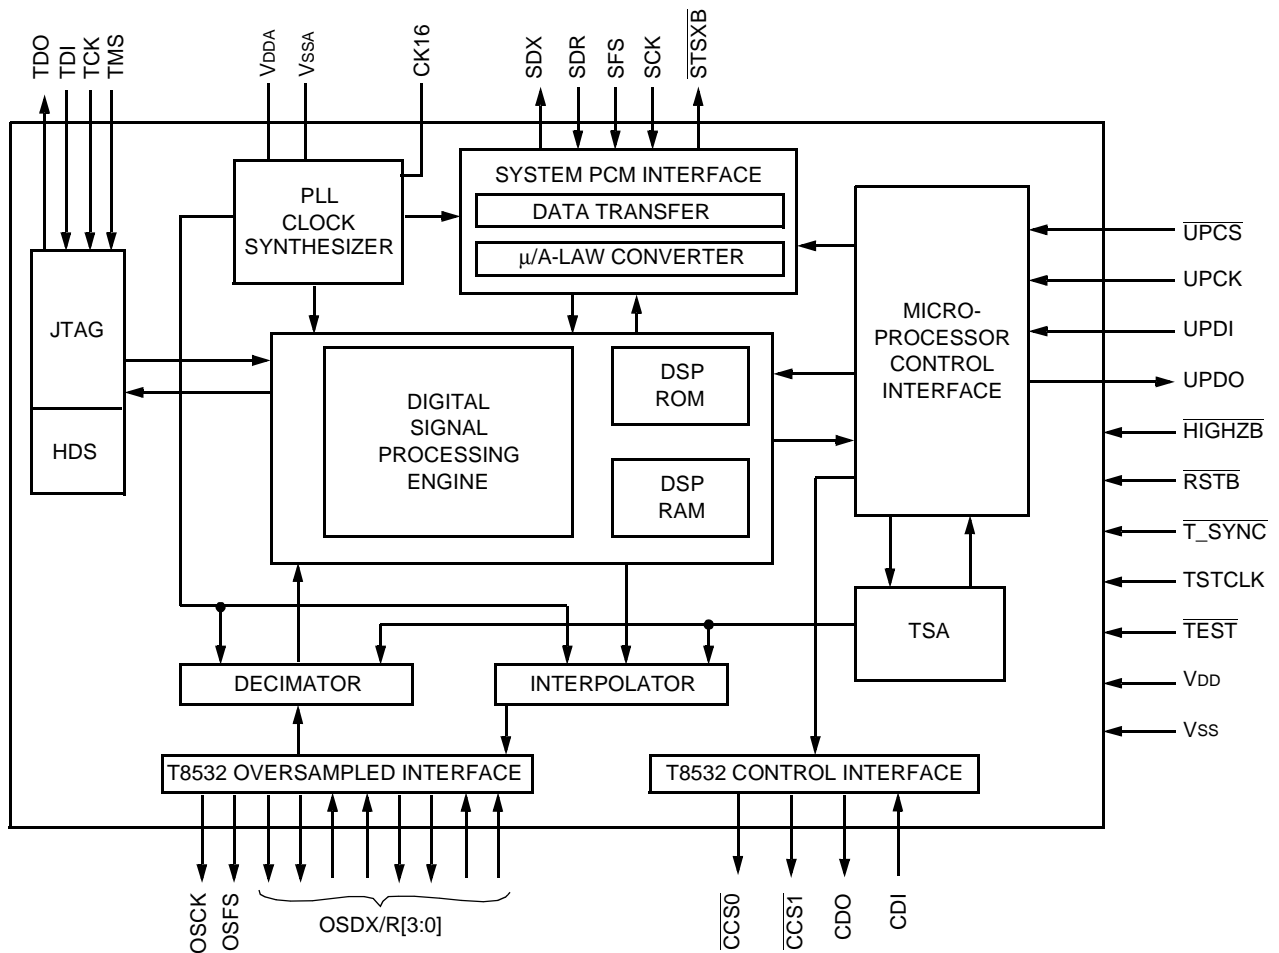 TDO
TDI
TCK
TMS
VDDA
VSSA
CK16
SDX
SDR
SFS
SCK
STSXB
PLL
CLOCK
SYNTHESIZER
SYSTEM PCM INTERFACE
DATA TRANSFER
μ/A-LAW CONVERTER
JTAG
HDS
DIGITAL
SIGNAL
PROCESSING
ENGINE
DSP
ROM
DSP
RAM
MICRO-
PROCESSOR
CONTROL
INTERFACE
UPCS
UPCK
UPDI
UPDO
HIGHZB
RSTB
T_SYNC
TSTCLK
TEST
VDD
VSS
TSA
DECIMATOR
INTERPOLATOR
T8532 OVERSAMPLED INTERFACE
T8532 CONTROL INTERFACE
OSCK
OSFS
OSDX/R[3:0]
CCS0
CCS1
CDO
CDI